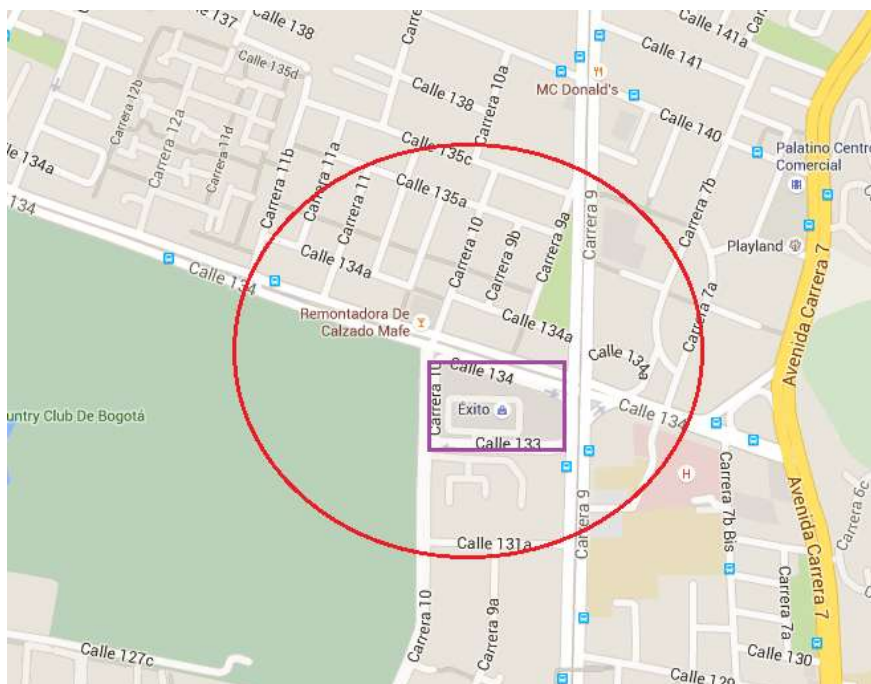 Calle 137
Calle 138
Calle 135d
Carrera 12b
Carrera 12a
Carrera 11d
Carrera 11b
Carrera 11a
Carrera 11
Calle 138
Carrera 10a
Calle 135c
Calle 135a
Carrera 10
Carrera 9b
Carrera 9a
Carrera 9
MC Donald's
Calle 141a
Calle 141
Calle 140
Palatino Centro
Comercial
Carrera 7b
Playland
Carrera 7a
Avenida Carrera 7
lle 134a
134
Calle 134
Calle 134a
Remontadora De
Calzado Mafe
Calle 134a
Calle 134a
Calle 134
Calle 134
Carrera 10
Éxito
Calle 133
untry Club De Bogotá
H
Carrera 7b Bis
Avenida Carrera 7
Carrera 6c
Carrera 9
Calle 131a
Carrera 10
Carrera 9a
Carrera 7a
Calle 130
Calle 129
Calle 127c